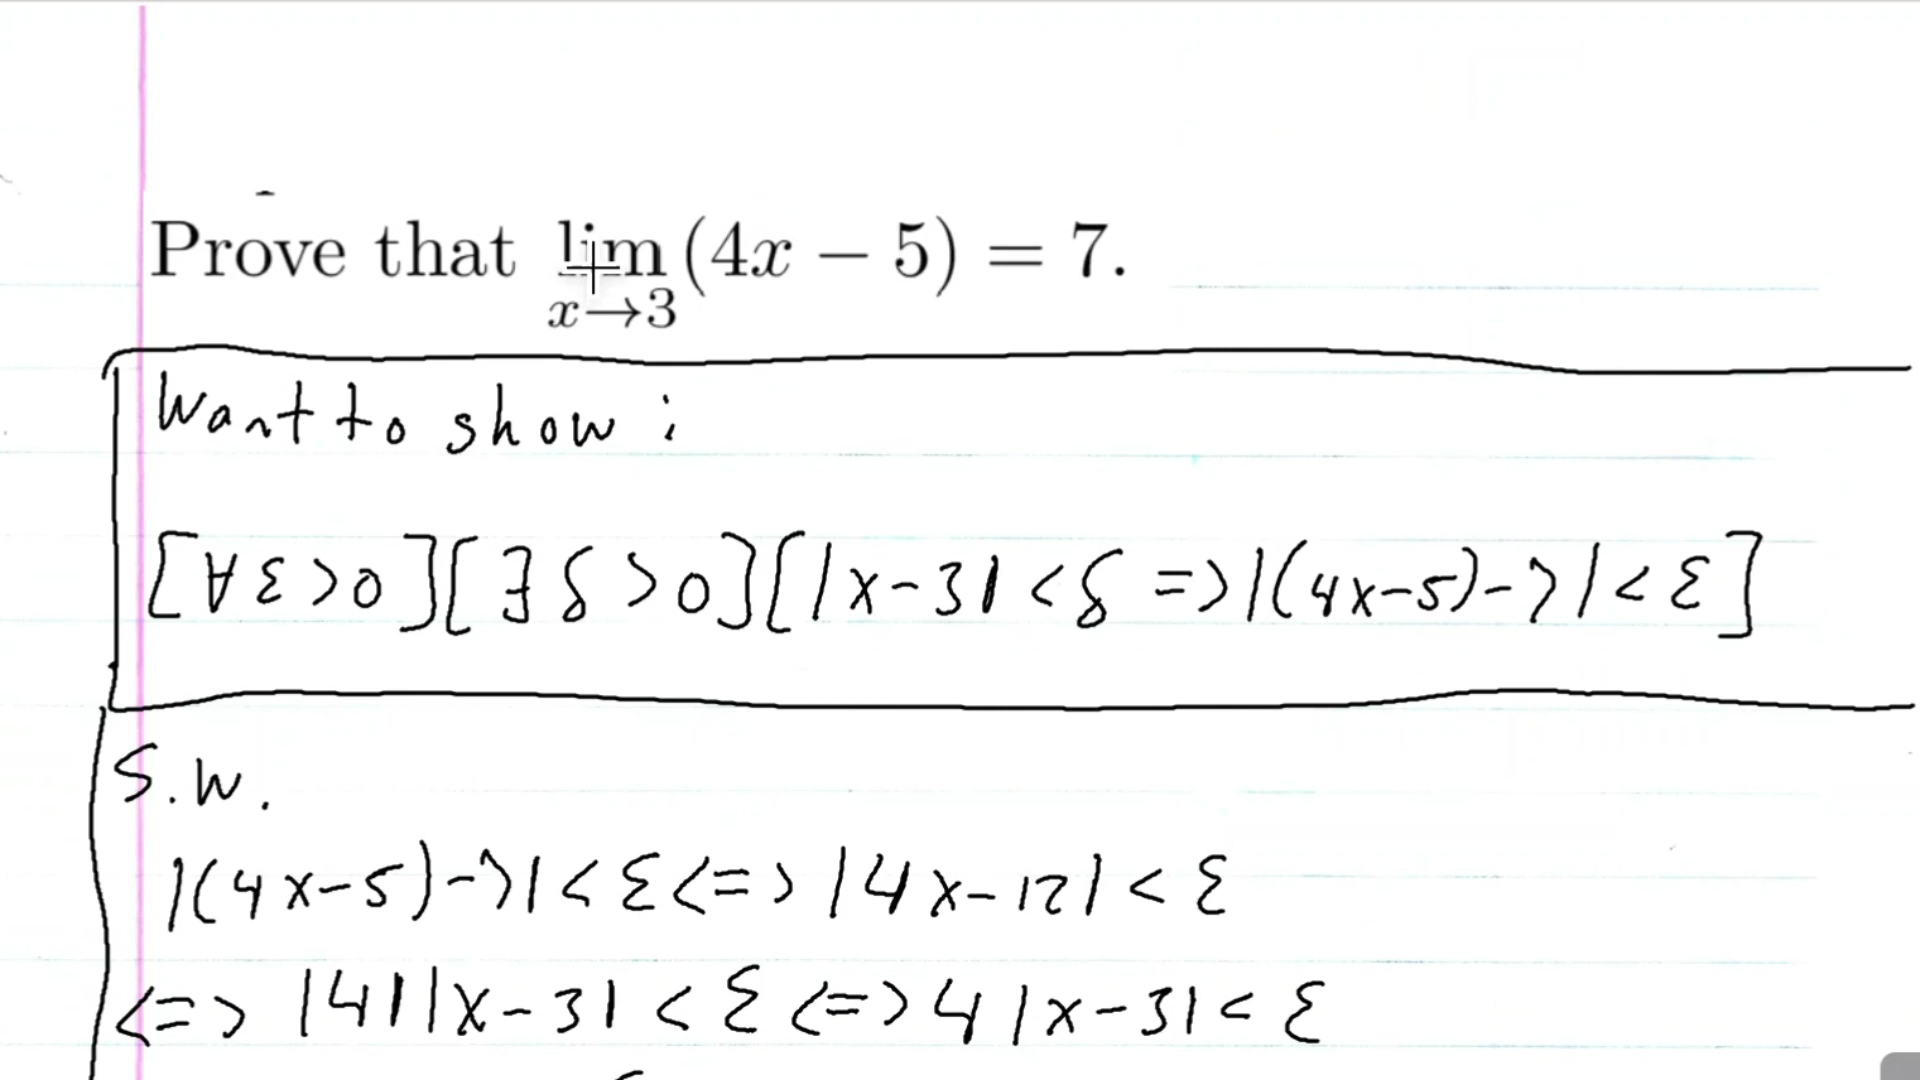 Prove that lim (4x − 5) = 7.
x→3
Want to show:
[∀ε>0][∃δ>0][|x-3|<δ=>|(4x-5)-7|<ε]
S.W.
|(4x-5)-7|<ε<=>|4x-12|<ε
<=> |4||x-3|<ε<=>4|x-3|<ε